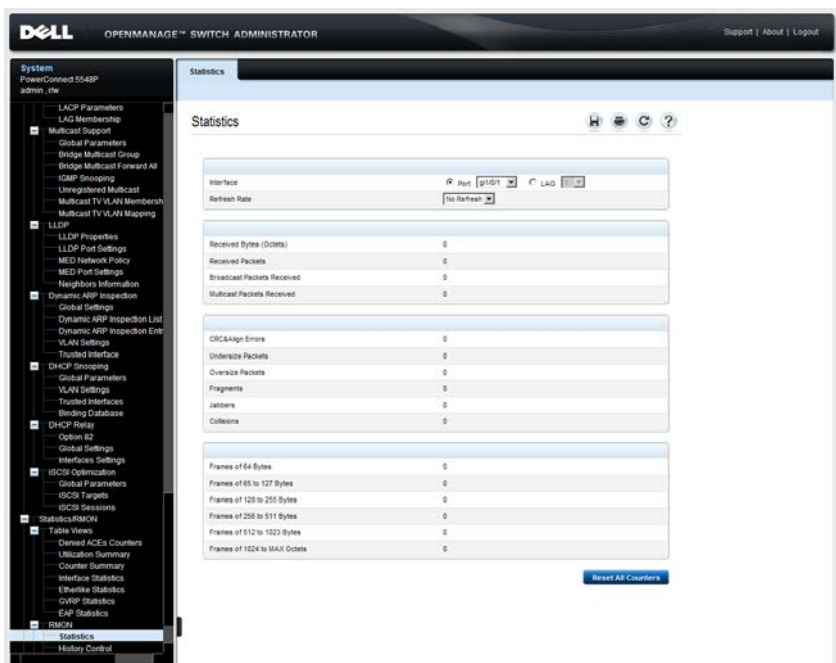 DELL
OPENMANAGE™ SWITCH ADMINISTRATOR
Support | About | Logout
System
PowerConnect 5548P
admin , r/w
LACP Parameters
LAG Membership
Multicast Support
Global Parameters
Bridge Multicast Group
Bridge Multicast Forward All
IGMP Snooping
Unregistered Multicast
Multicast TV VLAN Membersh
Multicast TV VLAN Mapping
LLDP
LLDP Properties
LLDP Port Settings
MED Network Policy
MED Port Settings
Neighbors Information
Dynamic ARP Inspection
Global Settings
Dynamic ARP Inspection List
Dynamic ARP Inspection Entr
VLAN Settings
Trusted Interface
DHCP Snooping
Global Parameters
VLAN Settings
Trusted Interfaces
Binding Database
DHCP Relay
Option 82
Global Settings
Interfaces Settings
iSCSI Optimization
Global Parameters
iSCSI Targets
iSCSI Sessions
Statistics/RMON
Table Views
Denied ACEs Counters
Utilization Summary
Counter Summary
Interface Statistics
Etherlike Statistics
GVRP Statistics
EAP Statistics
RMON
Statistics
History Control
Statistics
Statistics
?
Interface Port gi1/0/1 LAG 1
Refresh Rate No Refresh
Received Bytes (Octets) 0
Received Packets 0
Broadcast Packets Received 0
Multicast Packets Received 0
CRC&Align Errors 0
Undersize Packets 0
Oversize Packets 0
Fragments 0
Jabbers 0
Collisions 0
Frames of 64 Bytes 0
Frames of 65 to 127 Bytes 0
Frames of 128 to 255 Bytes 0
Frames of 256 to 511 Bytes 0
Frames of 512 to 1023 Bytes 0
Frames of 1024 to MAX Octets 0
Reset All Counters